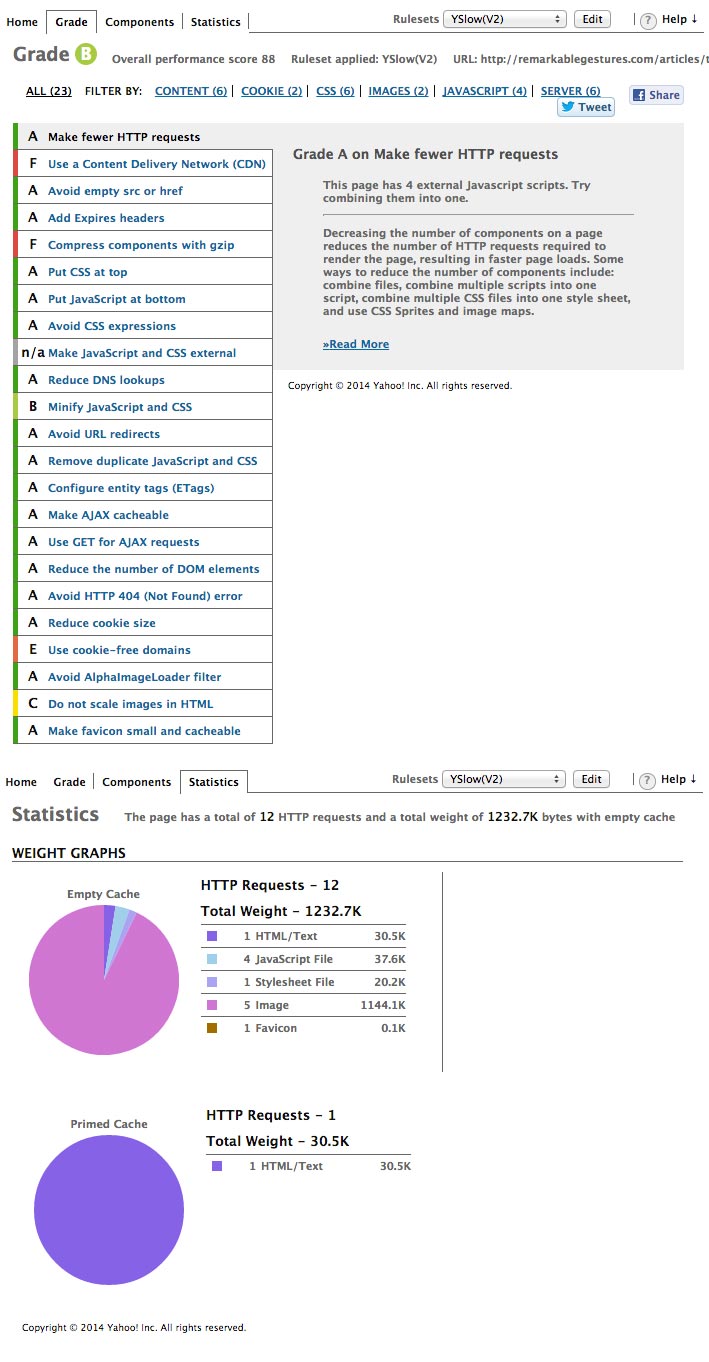 Home Grade Components Statistics Rulesets YSlow(V2) Edit ? Help ↓
Grade B Overall performance score 88 Ruleset applied: YSlow(V2) URL: http://remarkablegestures.com/articles/t
ALL (23) FILTER BY: CONTENT (6) | COOKIE (2) | CSS (6) | IMAGES (2) | JAVASCRIPT (4) | SERVER (6)
Tweet
Share
A Make fewer HTTP requests
F Use a Content Delivery Network (CDN)
A Avoid empty src or href
A Add Expires headers
F Compress components with gzip
A Put CSS at top
A Put JavaScript at bottom
A Avoid CSS expressions
n/a Make JavaScript and CSS external
A Reduce DNS lookups
B Minify JavaScript and CSS
A Avoid URL redirects
A Remove duplicate JavaScript and CSS
A Configure entity tags (ETags)
A Make AJAX cacheable
A Use GET for AJAX requests
A Reduce the number of DOM elements
A Avoid HTTP 404 (Not Found) error
A Reduce cookie size
E Use cookie-free domains
A Avoid AlphaImageLoader filter
C Do not scale images in HTML
A Make favicon small and cacheable
Grade A on Make fewer HTTP requests
This page has 4 external Javascript scripts. Try
combining them into one.
Decreasing the number of components on a page
reduces the number of HTTP requests required to
render the page, resulting in faster page loads. Some
ways to reduce the number of components include:
combine files, combine multiple scripts into one
script, combine multiple CSS files into one style sheet,
and use CSS Sprites and image maps.
»Read More
Copyright © 2014 Yahoo! Inc. All rights reserved.
Home Grade Components Statistics Rulesets YSlow(V2) Edit ? Help ↓
Statistics The page has a total of 12 HTTP requests and a total weight of 1232.7K bytes with empty cache
WEIGHT GRAPHS
Empty Cache
HTTP Requests - 12
Total Weight - 1232.7K
1 HTML/Text 30.5K
4 JavaScript File 37.6K
1 Stylesheet File 20.2K
5 Image 1144.1K
1 Favicon 0.1K
Primed Cache
HTTP Requests - 1
Total Weight - 30.5K
1 HTML/Text 30.5K
Copyright © 2014 Yahoo! Inc. All rights reserved.